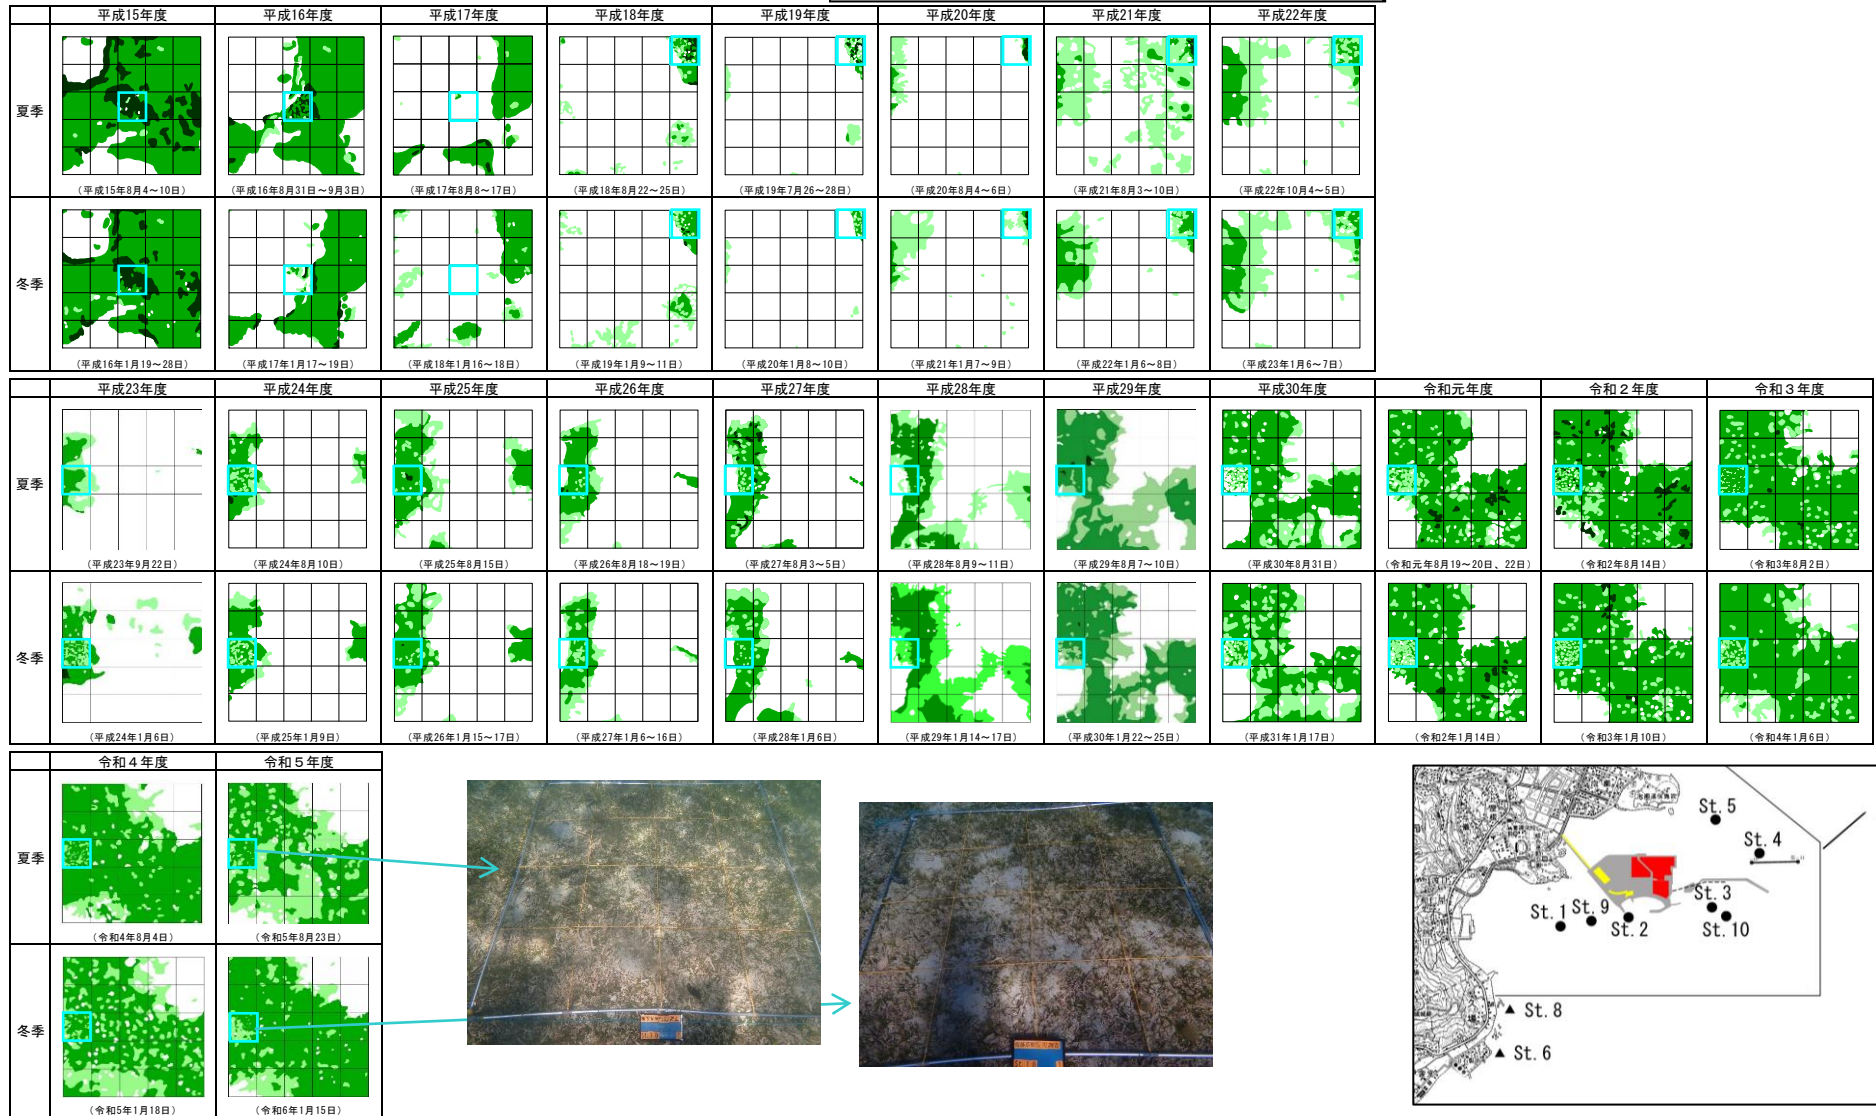 平成15年度 平成16年度 平成17年度 平成18年度 平成19年度 平成20年度 平成21年度 平成22年度
夏季
(平成15年8月4～10日) (平成16年8月31日～9月3日) (平成17年8月8～17日) (平成18年8月22～25日) (平成19年7月26～28日) (平成20年8月4～6日) (平成21年8月3～10日) (平成22年10月4～5日)
冬季
(平成16年1月19～28日) (平成17年1月17～19日) (平成18年1月16～18日) (平成19年1月9～11日) (平成20年1月8～10日) (平成21年1月7～9日) (平成22年1月6～8日) (平成23年1月6～7日)
平成23年度 平成24年度 平成25年度 平成26年度 平成27年度 平成28年度 平成29年度 平成30年度 令和元年度 令和２年度 令和３年度
夏季
(平成23年9月22日) (平成24年8月10日) (平成25年8月15日) (平成26年8月18～19日) (平成27年8月3～5日) (平成28年8月9～11日) (平成29年8月7～10日) (平成30年8月31日) (令和元年8月19～20日、22日) (令和2年8月14日) (令和3年8月2日)
冬季
(平成24年1月6日) (平成25年1月9日) (平成26年1月15～17日) (平成27年1月6～16日) (平成28年1月6日) (平成29年1月14～17日) (平成30年1月22～25日) (平成31年1月17日) (令和2年1月14日) (令和3年1月10日) (令和4年1月6日)
令和４年度 令和５年度
夏季
(令和4年8月4日) (令和5年8月23日)
冬季
(令和5年1月18日) (令和6年1月15日)
St. 5
St. 4
St. 3
St. 1
St. 9
St. 2
St. 10
St. 8
St. 6